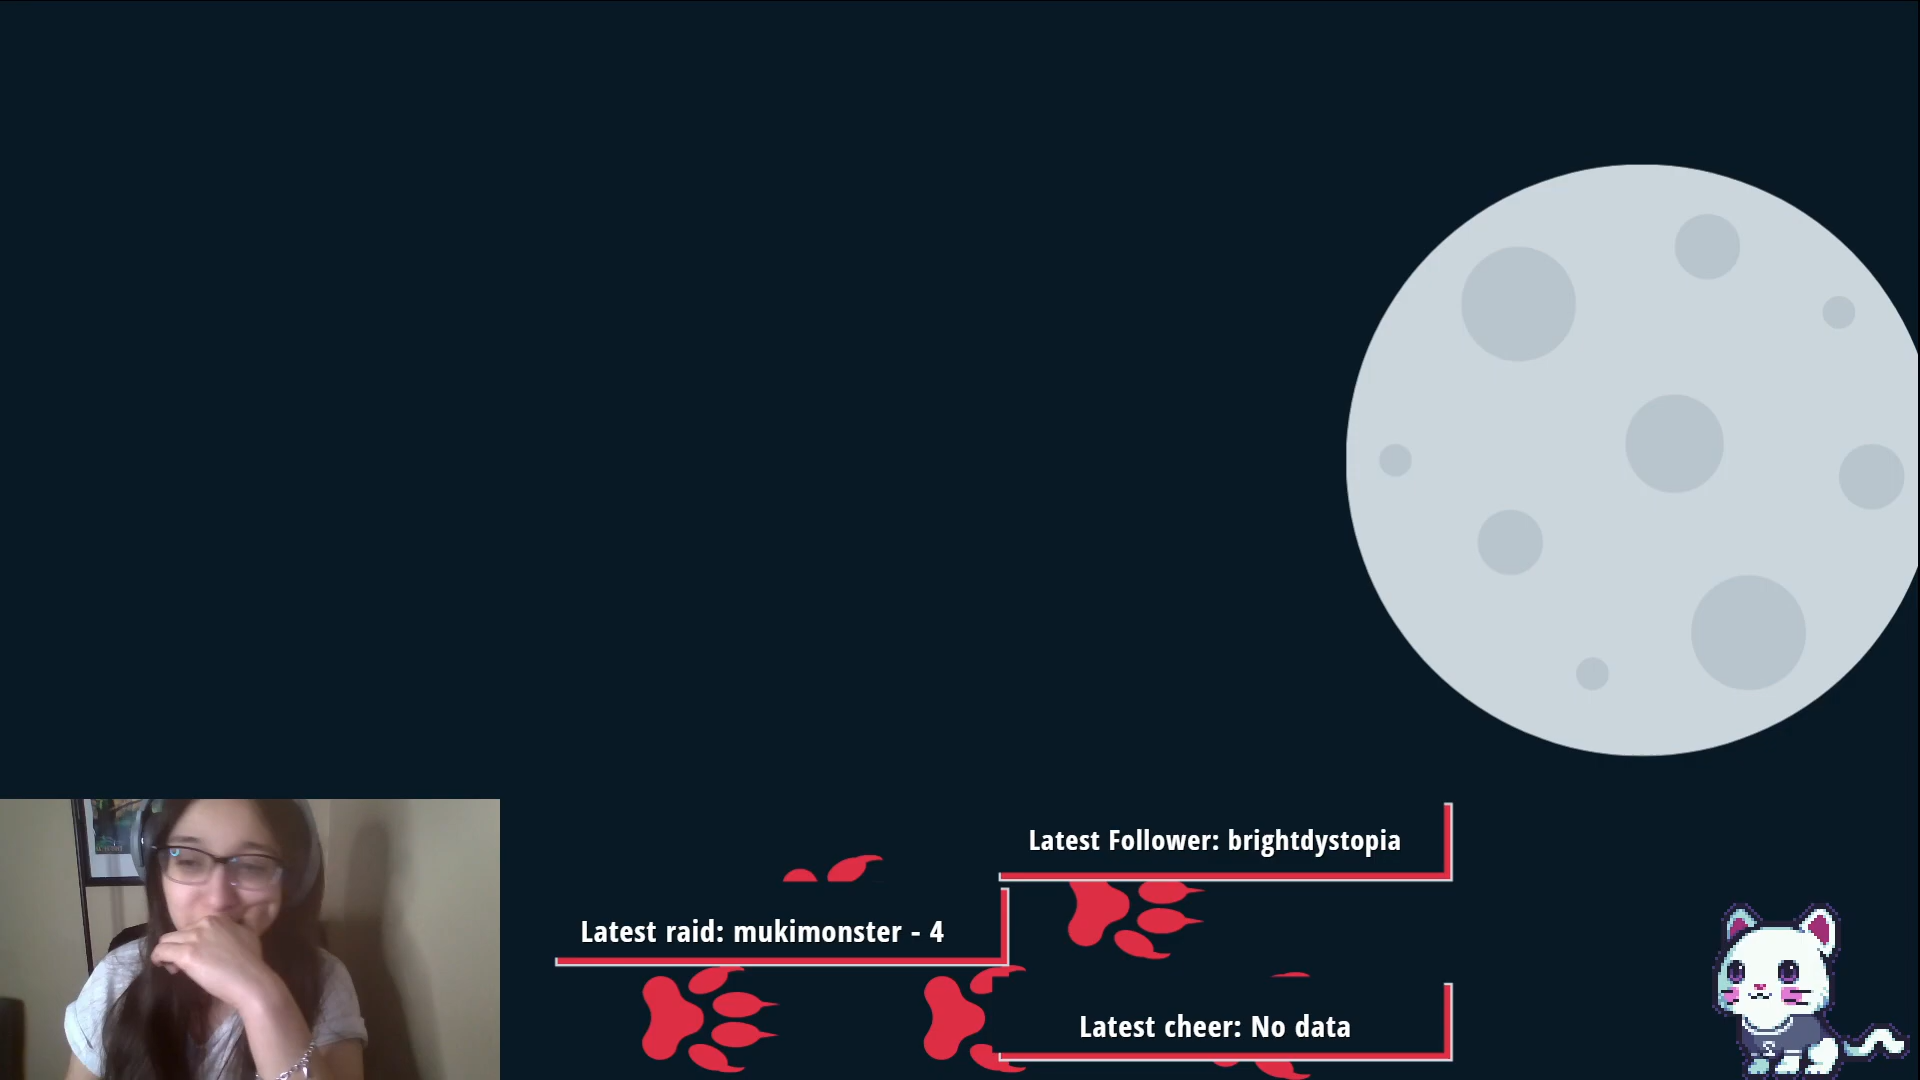 Latest Follower: brightdystopia
Latest raid: mukimonster - 4
Latest cheer: No data